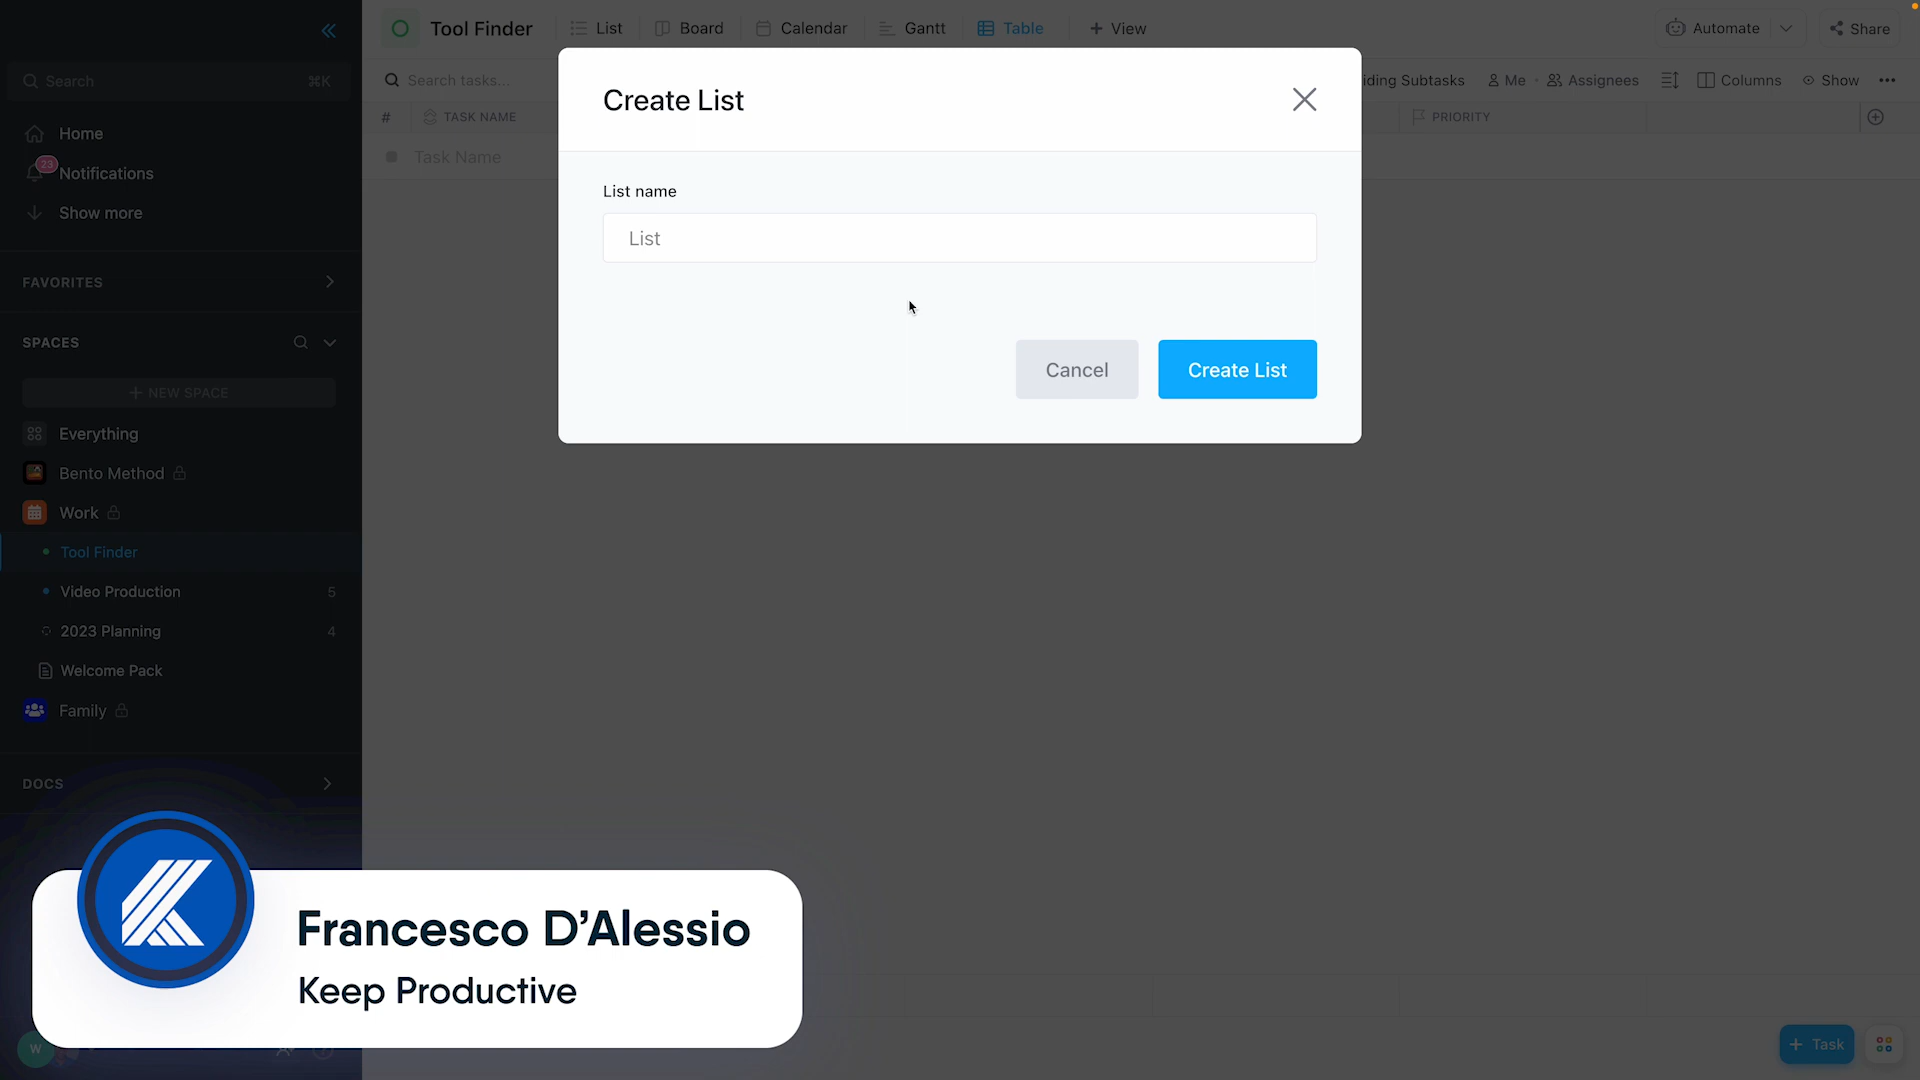 Search
⌘K
Home
23
Notifications
Show more
FAVORITES
SPACES
+ NEW SPACE
Everything
Bento Method
Work
Tool Finder
Video Production 5
2023 Planning 4
Welcome Pack
Family
DOCS
W
Tool Finder
List
Board
Calendar
Gantt
Table
+ View
Automate
Share
Search tasks...
ding Subtasks
Me
Assignees
Columns
Show
#
TASK NAME
PRIORITY
Task Name
Create List
List name
List
Cancel
Create List
Francesco D’Alessio
Keep Productive
+ Task